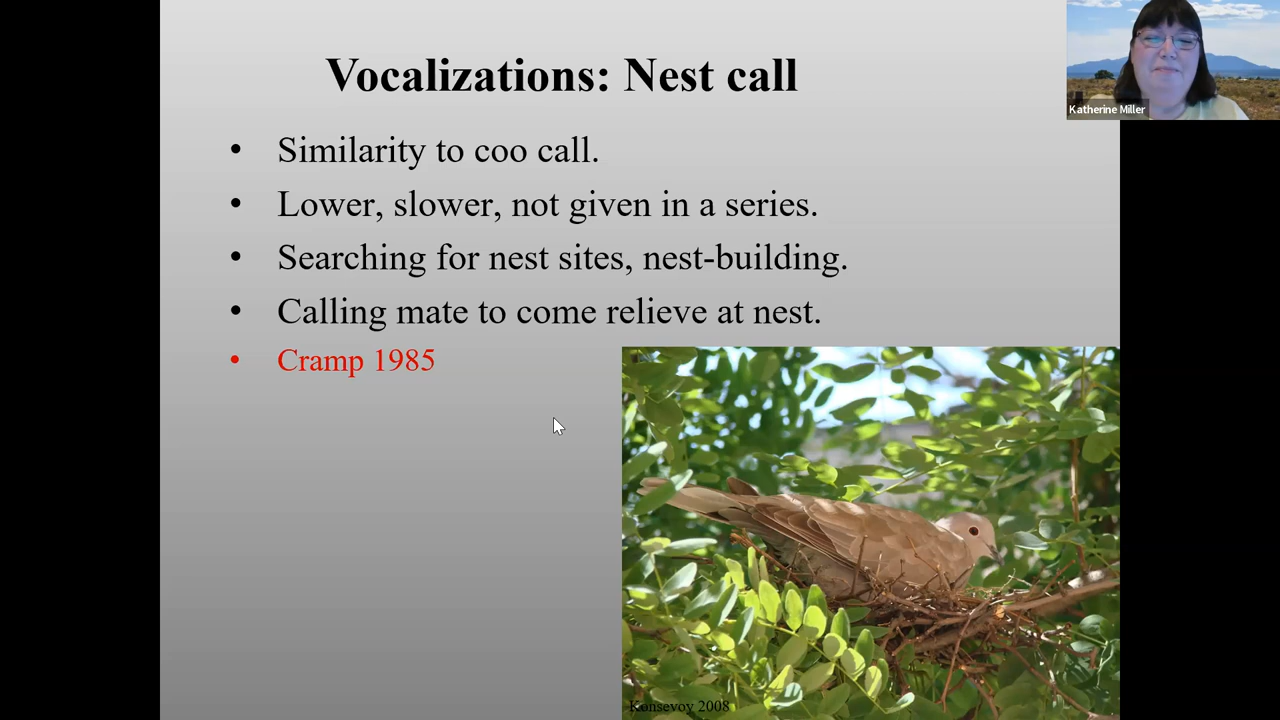 Vocalizations: Nest call
Katherine Miller
• Similarity to coo call.
• Lower, slower, not given in a series.
• Searching for nest sites, nest-building.
• Calling mate to come relieve at nest.
• Cramp 1985
Konsevoy 2008